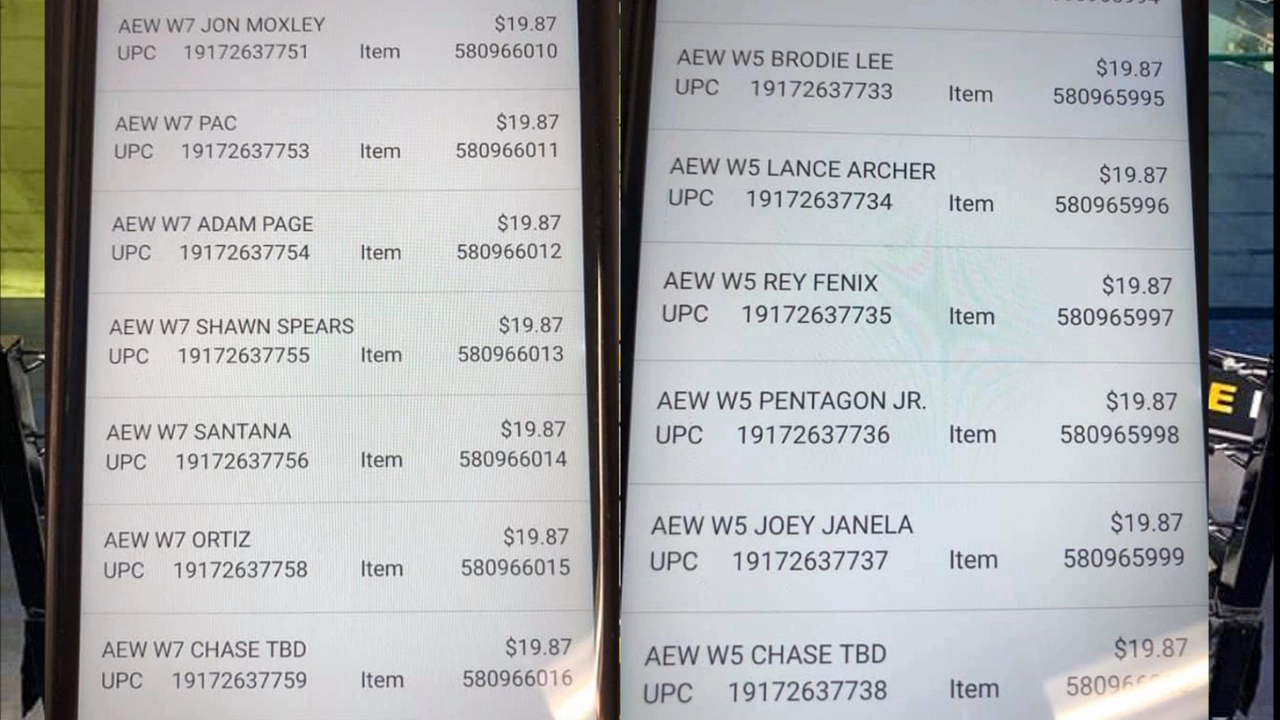 AEW W7 JON MOXLEY $19.87
UPC 19172637751 Item 580966010
AEW W7 PAC $19.87
UPC 19172637753 Item 580966011
AEW W7 ADAM PAGE $19.87
UPC 19172637754 Item 580966012
AEW W7 SHAWN SPEARS $19.87
UPC 19172637755 Item 580966013
AEW W7 SANTANA $19.87
UPC 19172637756 Item 580966014
AEW W7 ORTIZ $19.87
UPC 19172637758 Item 580966015
AEW W7 CHASE TBD $19.87
UPC 19172637759 Item 580966016
AEW W5 BRODIE LEE $19.87
UPC 19172637733 Item 580965995
AEW W5 LANCE ARCHER $19.87
UPC 19172637734 Item 580965996
AEW W5 REY FENIX $19.87
UPC 19172637735 Item 580965997
AEW W5 PENTAGON JR. $19.87
UPC 19172637736 Item 580965998
AEW W5 JOEY JANELA $19.87
UPC 19172637737 Item 580965999
AEW W5 CHASE TBD $19.87
UPC 19172637738 Item